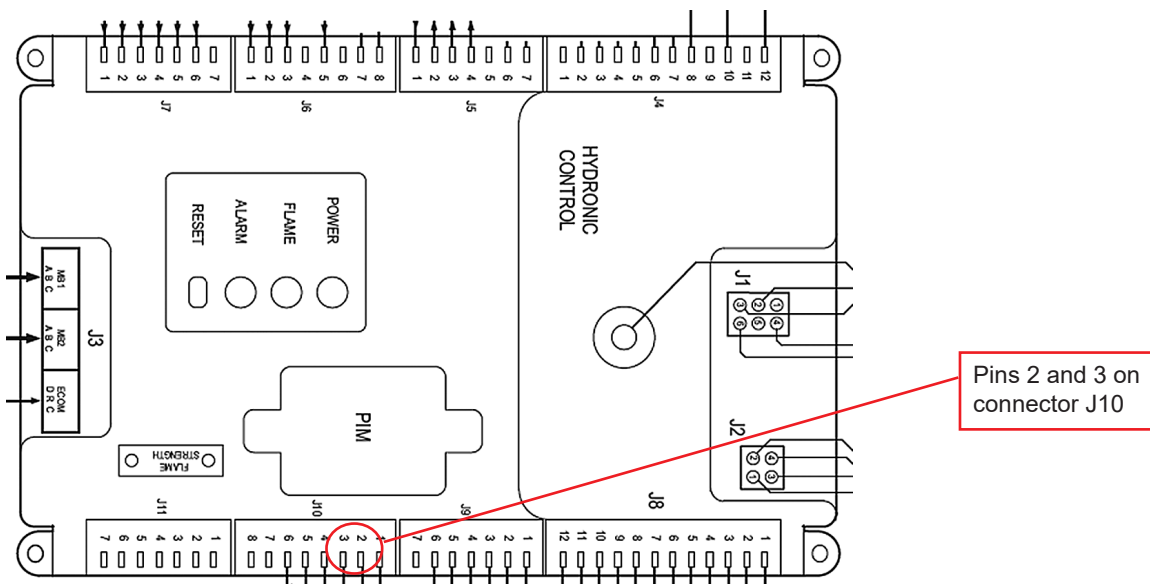 1 2 3 4 5 6 7
1 2 3 4 5 6 7 8
1 2 3 4 5 6 7
1 2 3 4 5 6 7 8 9 10 11 12
J7
J6
J5
J4
HYDRONIC
CONTROL
RESET
ALARM
FLAME
POWER
MB1
A B C
MB2
A B C
ECOM
D R C
J3
J1
3 2 1
6 5 4
Pins 2 and 3 on
connector J10
PIM
J2
2 4
1 3
FLAME
STRENGTH
J11
J10
J9
J8
7 6 5 4 3 2 1
8 7 6 5 4 3 2 1
7 6 5 4 3 2 1
12 11 10 9 8 7 6 5 4 3 2 1